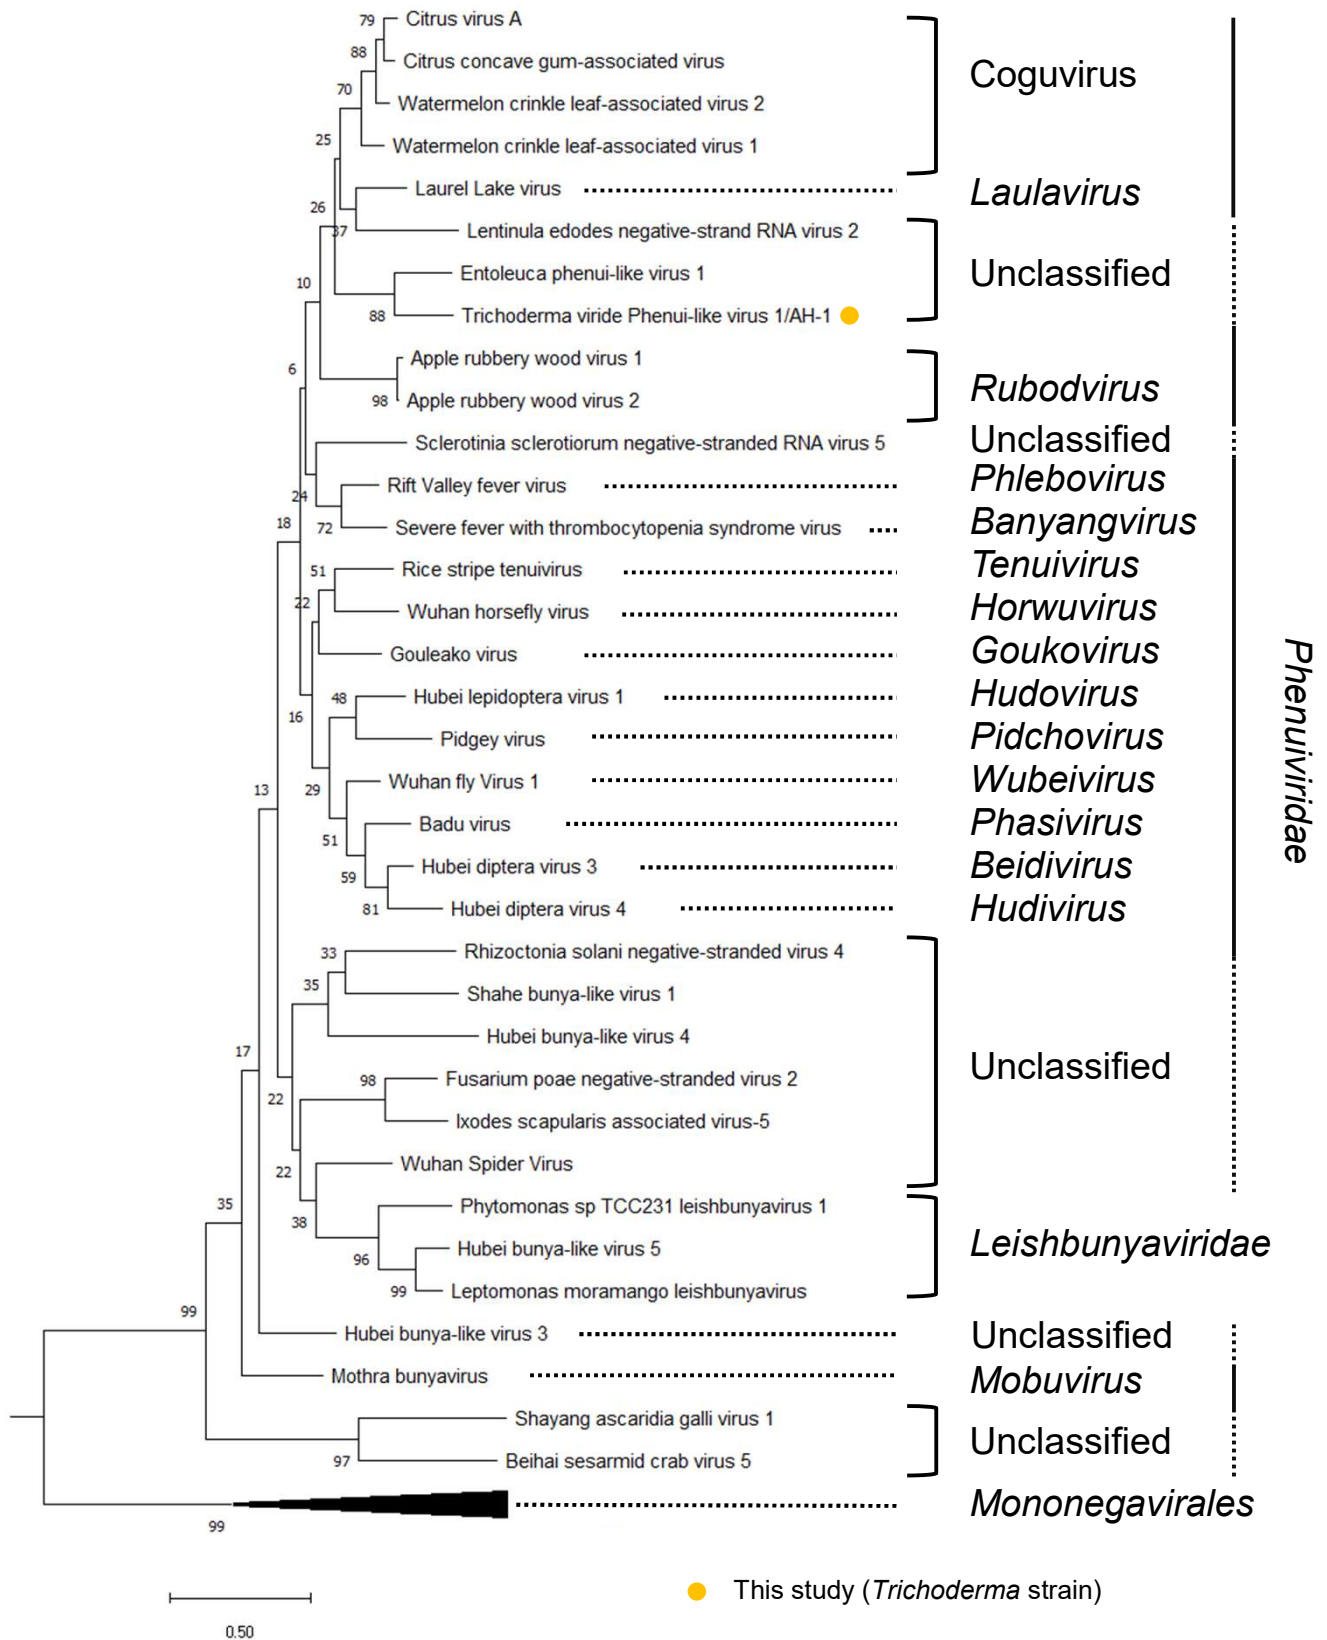 79 Citrus virus A
88 Citrus concave gum-associated virus
Coguvirus
70 Watermelon crinkle leaf-associated virus 2
25 Watermelon crinkle leaf-associated virus 1
Laurel Lake virus
Laulavirus
26
37 Lentinula edodes negative-strand RNA virus 2
10 Entoleuca phenui-like virus 1
Unclassified
88 Trichoderma viride Phenui-like virus 1/AH-1
6 Apple rubbery wood virus 1
Rubodvirus
98 Apple rubbery wood virus 2
Sclerotinia sclerotiorum negative-stranded RNA virus 5
Unclassified
24 Rift Valley fever virus
Phlebovirus
18 72 Severe fever with thrombocytopenia syndrome virus
Banyangvirus
51 Rice stripe tenuivirus
Tenuivirus
22 Wuhan horsefly virus
Horwuvirus
Gouleako virus
Goukovirus
48 Hubei lepidoptera virus 1
Hudovirus
16 Pidgey virus
Pidchovirus
13 29 Wuhan fly Virus 1
Wubeivirus
51 Badu virus
Phasivirus
59 Hubei diptera virus 3
Beidivirus
81 Hubei diptera virus 4
Hudivirus
Phenuiviridae
33 Rhizoctonia solani negative-stranded virus 4
35 Shahe bunya-like virus 1
17 Hubei bunya-like virus 4
Unclassified
98 Fusarium poae negative-stranded virus 2
22 Ixodes scapularis associated virus-5
22 Wuhan Spider Virus
35 38 Phytomonas sp TCC231 leishbunyavirus 1
96 Hubei bunya-like virus 5
Leishbunyaviridae
99 Leptomonas moramango leishbunyavirus
99 Hubei bunya-like virus 3
Unclassified
Mothra bunyavirus
Mobuvirus
Shayang ascaridia galli virus 1
Unclassified
97 Beihai sesarmid crab virus 5
99
Mononegavirales
This study (Trichoderma strain)
0.50